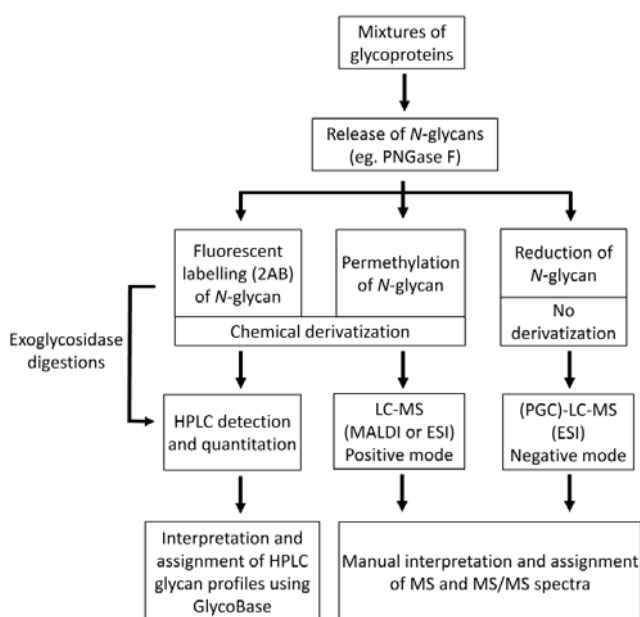 Mixtures of
glycoproteins
Release of N-glycans
(eg. PNGase F)
Fluorescent
labelling (2AB)
of N-glycan
Permethylation
of N-glycan
Reduction of
N-glycan
Chemical derivatization
No
derivatization
Exoglycosidase
digestions
HPLC detection
and quantitation
LC-MS
(MALDI or ESI)
Positive mode
(PGC)-LC-MS
(ESI)
Negative mode
Interpretation and
assignment of HPLC
glycan profiles using
GlycoBase
Manual interpretation and assignment
of MS and MS/MS spectra